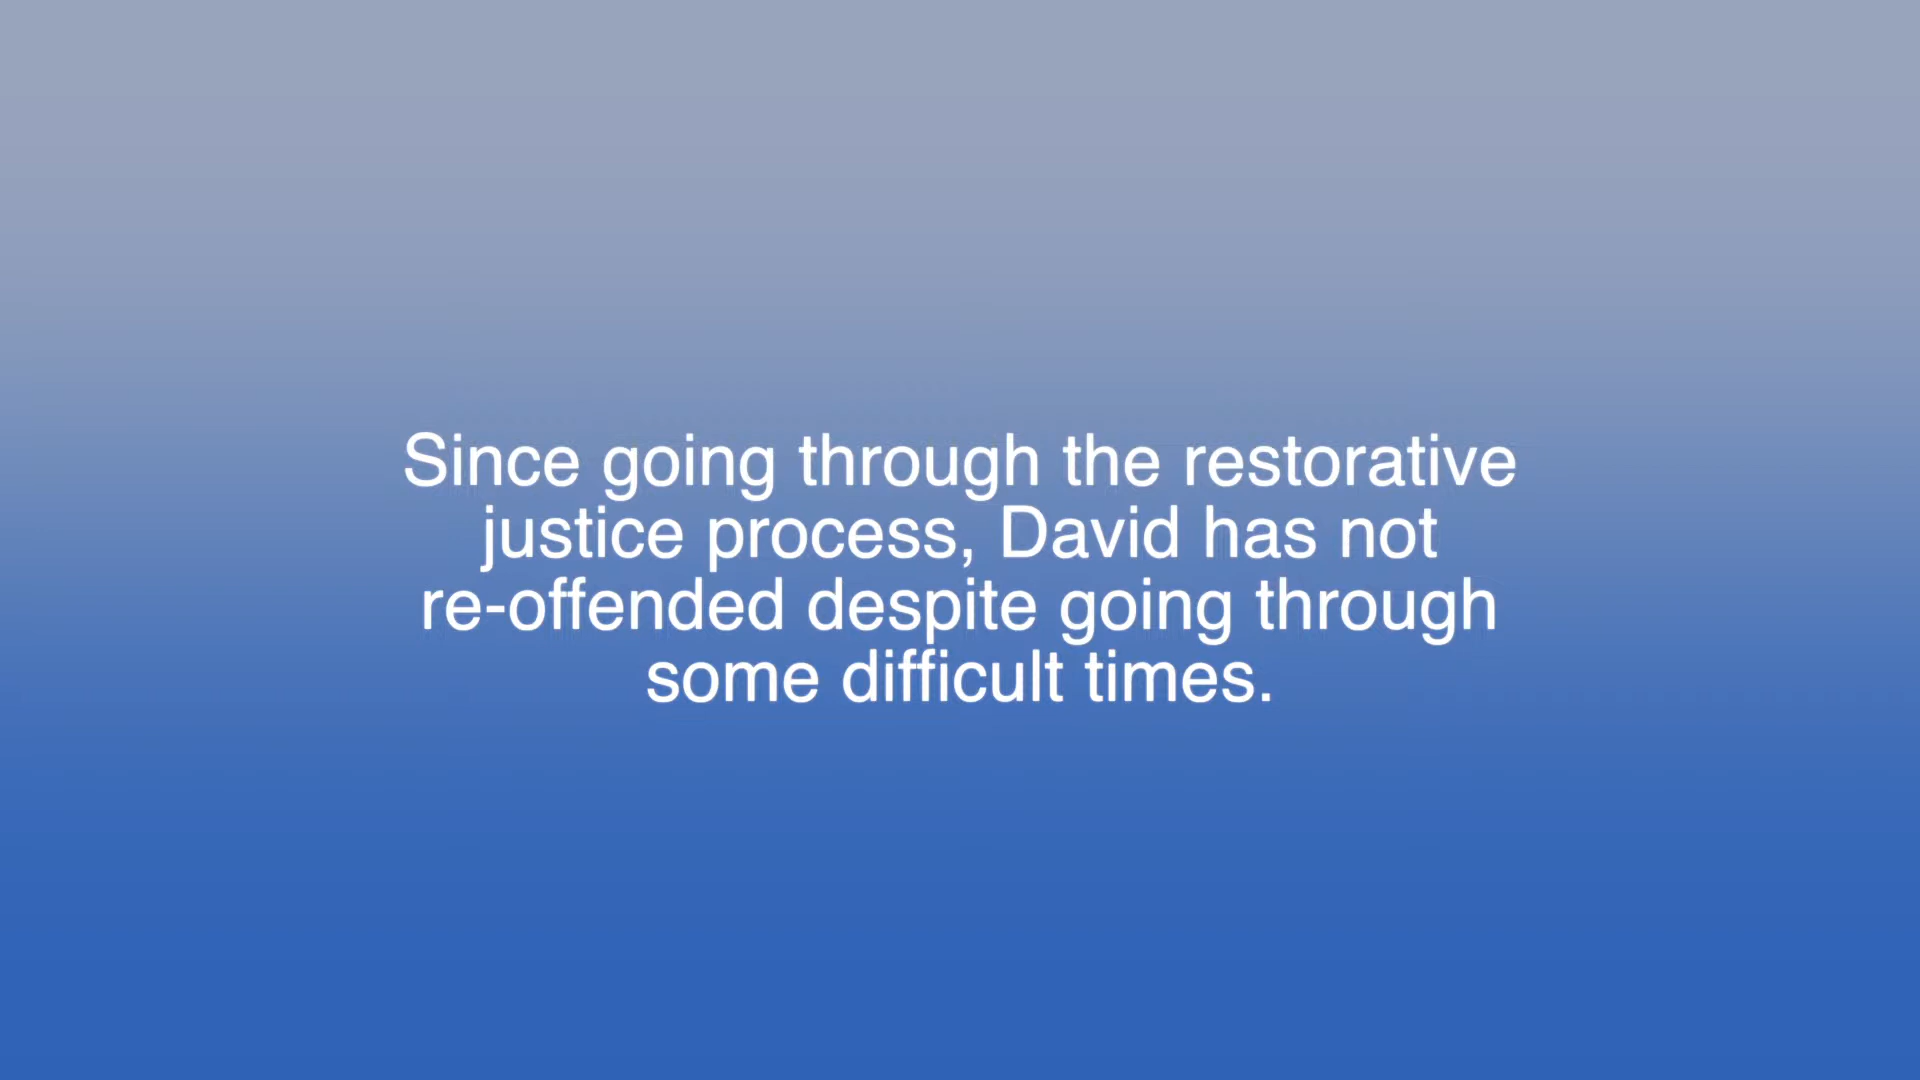 Since going through the restorative
justice process, David has not
re-offended despite going through
some difficult times.